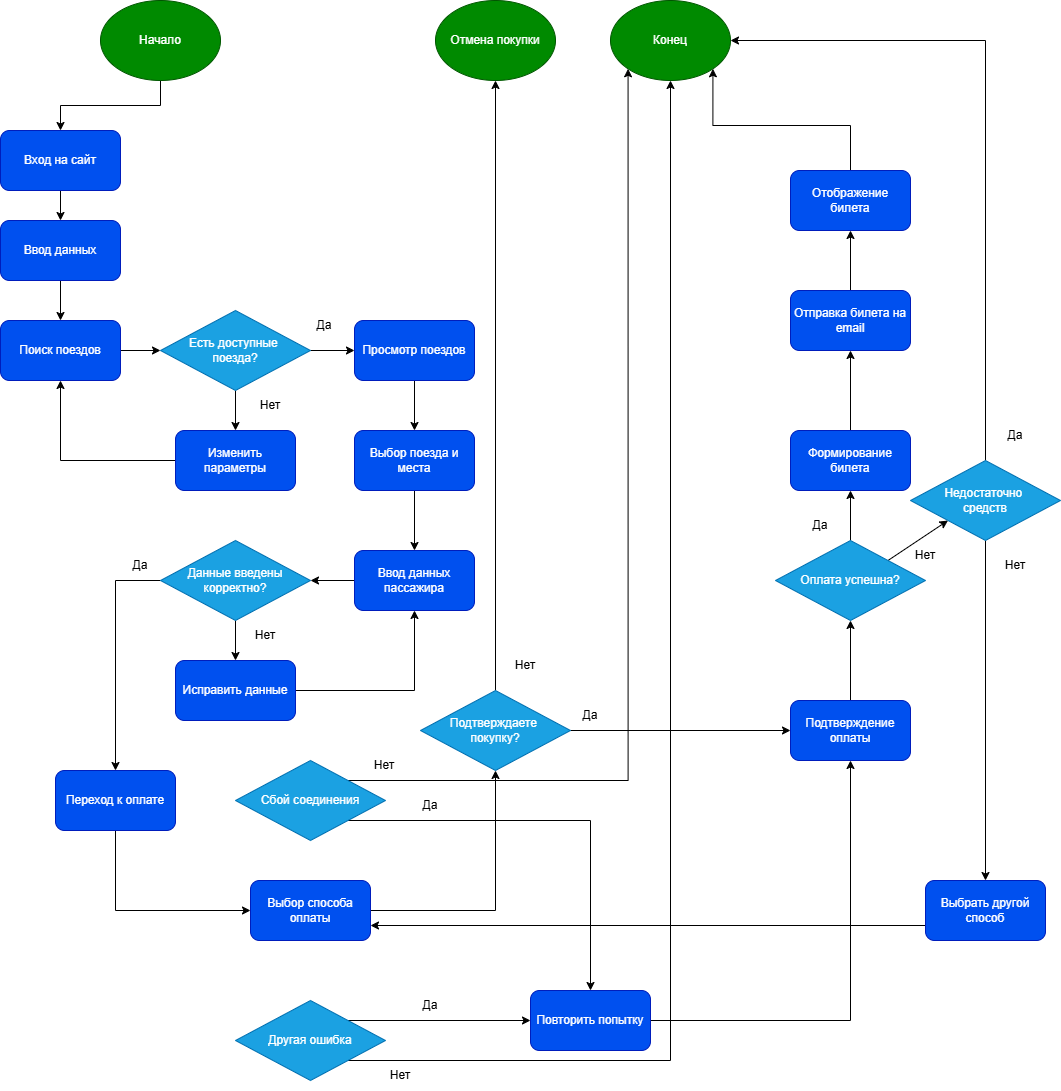 Начало
Отмена покупки
Конец
Вход на сайт
Отображение
билета
Ввод данных
Отправка билета на
email
Да
Есть доступные
поезда?
Поиск поездов
Просмотр поездов
Нет
Да
Изменить
параметры
Выбор поезда и
места
Формирование
билета
Недостаточно
средств
Да
Нет
Да
Данные введены
корректно?
Ввод данных
пассажира
Оплата успешна?
Нет
Нет
Нет
Исправить данные
Да
Подтверждаете
покупку?
Подтверждение
оплаты
Нет
Переход к оплате
Сбой соединения
Да
Выбор способа
оплаты
Выбрать другой
способ
Да
Повторить попытку
Другая ошибка
Нет